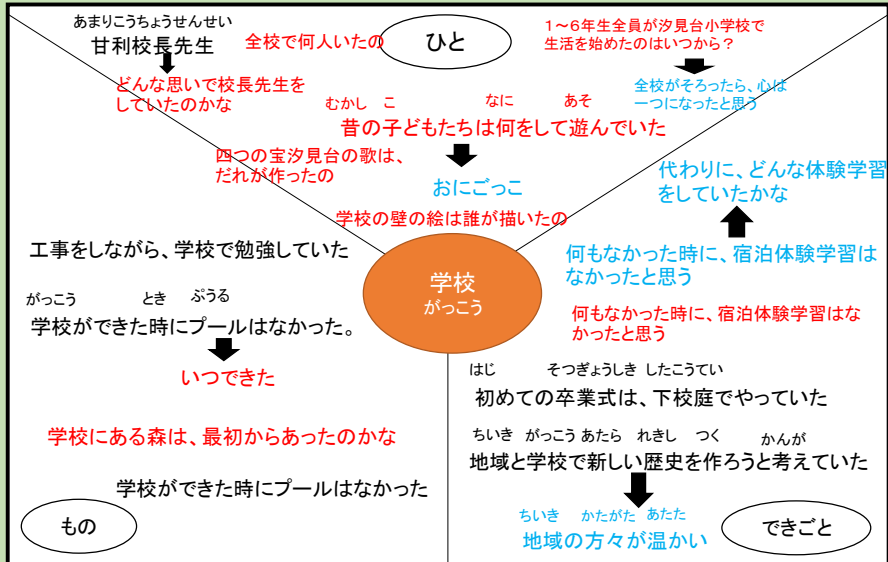 あまりこうちょうせんせい
甘利校長先生
全校で何人いたの
ひと
1~6年生全員が汐見台小学校で
生活を始めたのはいつから?
どんな思いで校長先生を
していたのかな
全校がそろったら、心は
一つになったと思う
むかし こ なに あそ
昔の子どもたちは何をして遊んでいた
四つの宝汐見台の歌は、
だれが作ったの
おにごっこ
学校の壁の絵は誰が描いたの
代わりに、どんな体験学習
をしていたかな
何もなかった時に、宿泊体験学習は
なかったと思う
何もなかった時に、宿泊体験学習はな
かったと思う
学校
がっこう
工事をしながら、学校で勉強していた
がっこう とき ぷうる
学校ができた時にプールはなかった。
いつできた
学校にある森は、最初からあったのかな
学校ができた時にプールはなかった
もの
はじ そつぎょうしき したこうてい
初めての卒業式は、下校庭でやっていた
ちいき がっこう あたら れきし つく かんが
地域と学校で新しい歴史を作ろうと考えていた
ちいき かたがた あたた
地域の方々が温かい
できごと